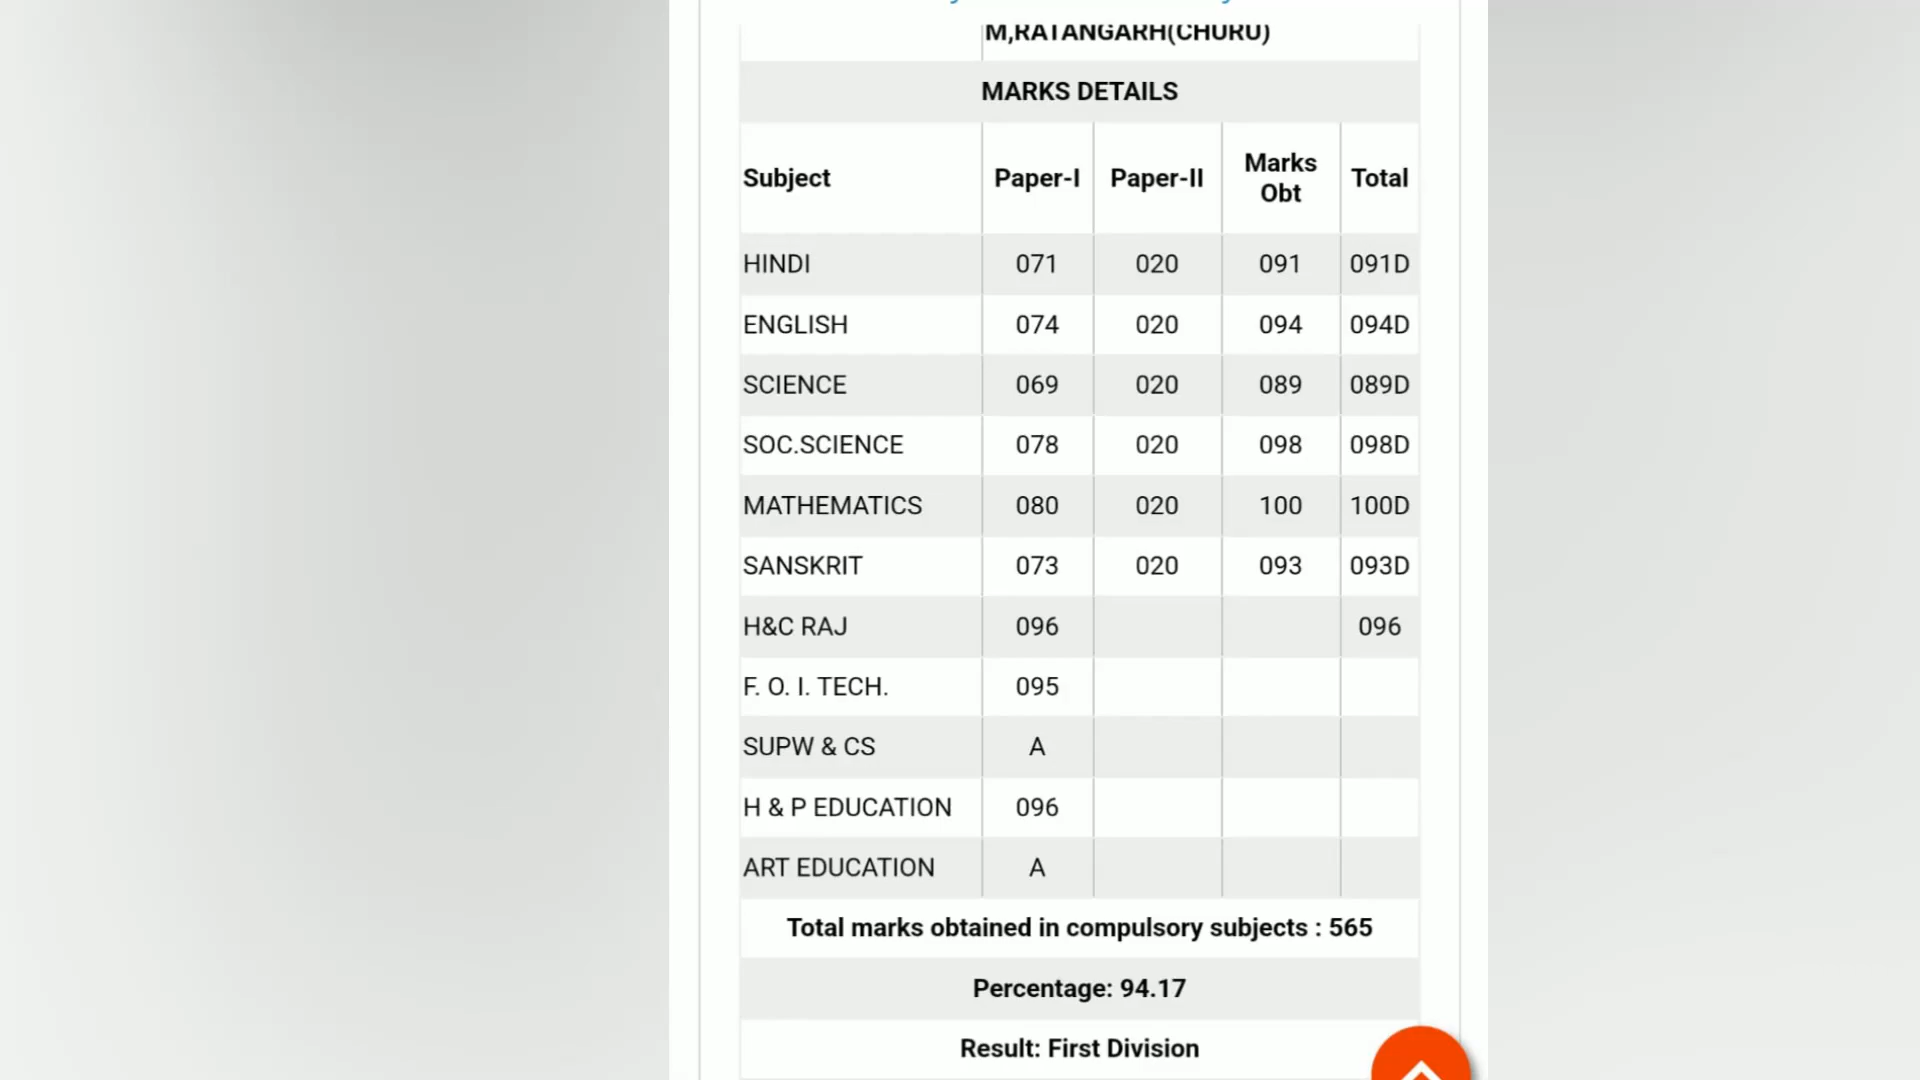 M,RATANGARH(CHURU)
MARKS DETAILS
Subject Paper-I Paper-II Marks Obt Total
HINDI 071 020 091 091D
ENGLISH 074 020 094 094D
SCIENCE 069 020 089 089D
SOC.SCIENCE 078 020 098 098D
MATHEMATICS 080 020 100 100D
SANSKRIT 073 020 093 093D
H&C RAJ 096 096
F. O. I. TECH. 095
SUPW & CS A
H & P EDUCATION 096
ART EDUCATION A
Total marks obtained in compulsory subjects : 565
Percentage: 94.17
Result: First Division